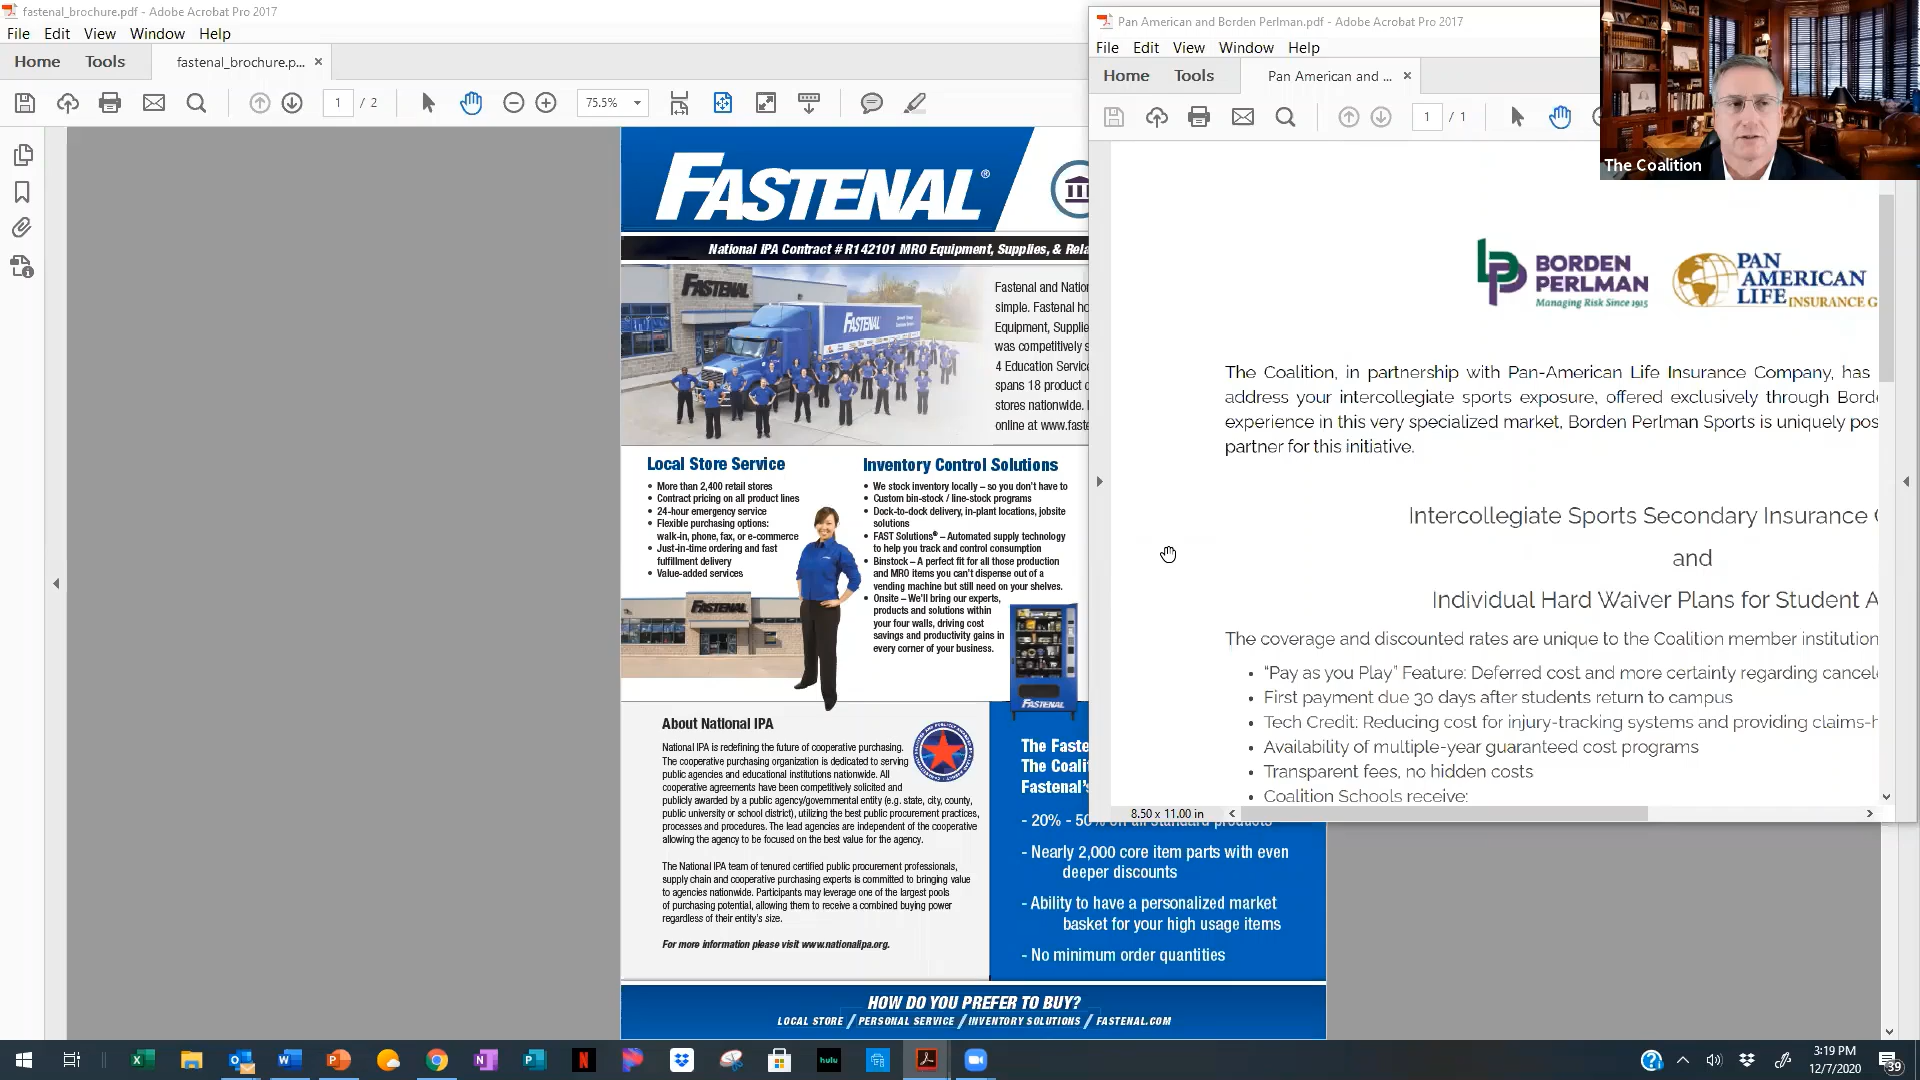 fastenal_brochure.pdf - Adobe Acrobat Pro 2017
File Edit View Window Help
Home Tools fastenal_brochure.p... ×
1 / 2 75.5%
FASTENAL®
National IPA Contract # R142101 MRO Equipment, Supplies, & Rela
FASTENAL
FASTENAL
Fastenal and Natio
simple. Fastenal ho
Equipment, Supplie
was competitively s
4 Education Service
spans 18 product c
stores nationwide.
online at www.faste
Local Store Service
• More than 2,400 retail stores
• Contract pricing on all product lines
• 24-hour emergency service
• Flexible purchasing options:
walk-in, phone, fax, or e-commerce
• Just-in-time ordering and fast
fulfillment delivery
• Value-added services
FASTENAL
Inventory Control Solutions
• We stock inventory locally – so you don't have to
• Custom bin-stock / line-stock programs
• Dock-to-dock delivery, in-plant locations, jobsite
solutions
• FAST Solutions® – Automated supply technology
to help you track and control consumption
• Binstock – A perfect fit for all those production
and MRO items you can't dispense out of a
vending machine but still need on your shelves.
• Onsite – We'll bring our experts,
products and solutions within
your four walls, driving cost
savings and productivity gains in
every corner of your business.
FASTENAL
About National IPA
National IPA is redefining the future of cooperative purchasing.
The cooperative purchasing organization is dedicated to serving
public agencies and educational institutions nationwide. All
cooperative agreements have been competitively solicited and
publicly awarded by a public agency/governmental entity (e.g. state, city, county,
public university or school district), utilizing the best public procurement practices,
processes and procedures. The lead agencies are independent of the cooperative
allowing the agency to be focused on the best value for the agency.
The National IPA team of tenured certified public procurement professionals,
supply chain and cooperative purchasing experts is committed to bringing value
to agencies nationwide. Participants may leverage one of the largest pools
of purchasing potential, allowing them to receive a combined buying power
regardless of their entity's size.
For more information please visit www.nationalipa.org.
The Faste
The Coali
Fastenal's
- 20% - 50% off all standard products
- Nearly 2,000 core item parts with even
deeper discounts
- Ability to have a personalized market
basket for your high usage items
- No minimum order quantities
HOW DO YOU PREFER TO BUY?
LOCAL STORE / PERSONAL SERVICE / INVENTORY SOLUTIONS / FASTENAL.COM
Pan American and Borden Perlman.pdf - Adobe Acrobat Pro 2017
File Edit View Window Help
Home Tools Pan American and ... ×
1 / 1
The Coalition
BORDEN
PERLMAN
Managing Risk Since 1915
PAN
AMERICAN
LIFE INSURANCE G
The Coalition, in partnership with Pan-American Life Insurance Company, has
address your intercollegiate sports exposure, offered exclusively through Bord
experience in this very specialized market, Borden Perlman Sports is uniquely pos
partner for this initiative.
Intercollegiate Sports Secondary Insurance
and
Individual Hard Waiver Plans for Student A
The coverage and discounted rates are unique to the Coalition member institution
• “Pay as you Play” Feature: Deferred cost and more certainty regarding cancel
• First payment due 30 days after students return to campus
• Tech Credit: Reducing cost for injury-tracking systems and providing claims-h
• Availability of multiple-year guaranteed cost programs
• Transparent fees, no hidden costs
• Coalition Schools receive:
8.50 x 11.00 in
hulu
3:19 PM
12/7/2020
39